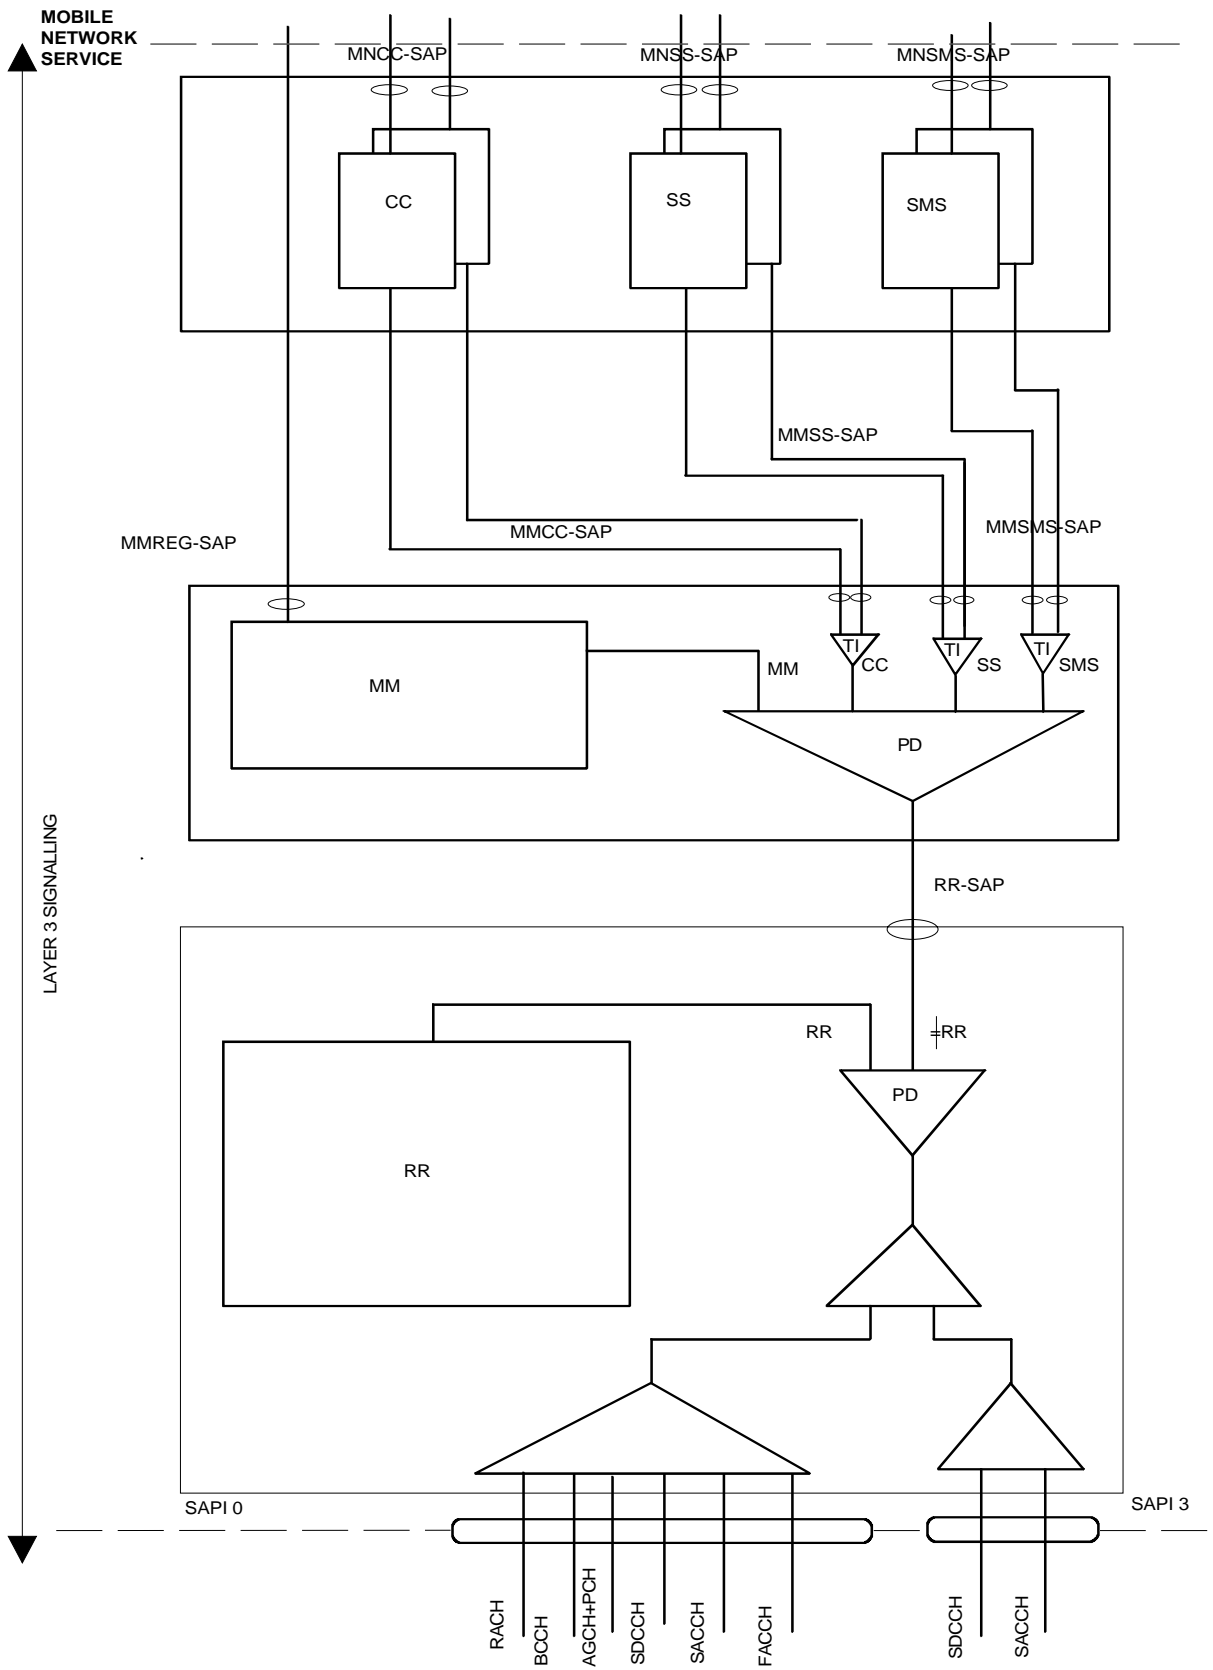 MOBILE
NETWORK
SERVICE
MNCC-SAP
MNSS-SAP
MNSMS-SAP
CC
SS
SMS
MMSS-SAP
MMREG-SAP
MMCC-SAP
MMSMS-SAP
TI
CC
TI
SS
TI
SMS
MM
MM
PD
LAYER 3 SIGNALLING
RR-SAP
RR
≠RR
PD
RR
SAPI 0
SAPI 3
RACH
BCCH
AGCH+PCH
SDCCH
SACCH
FACCH
SDCCH
SACCH